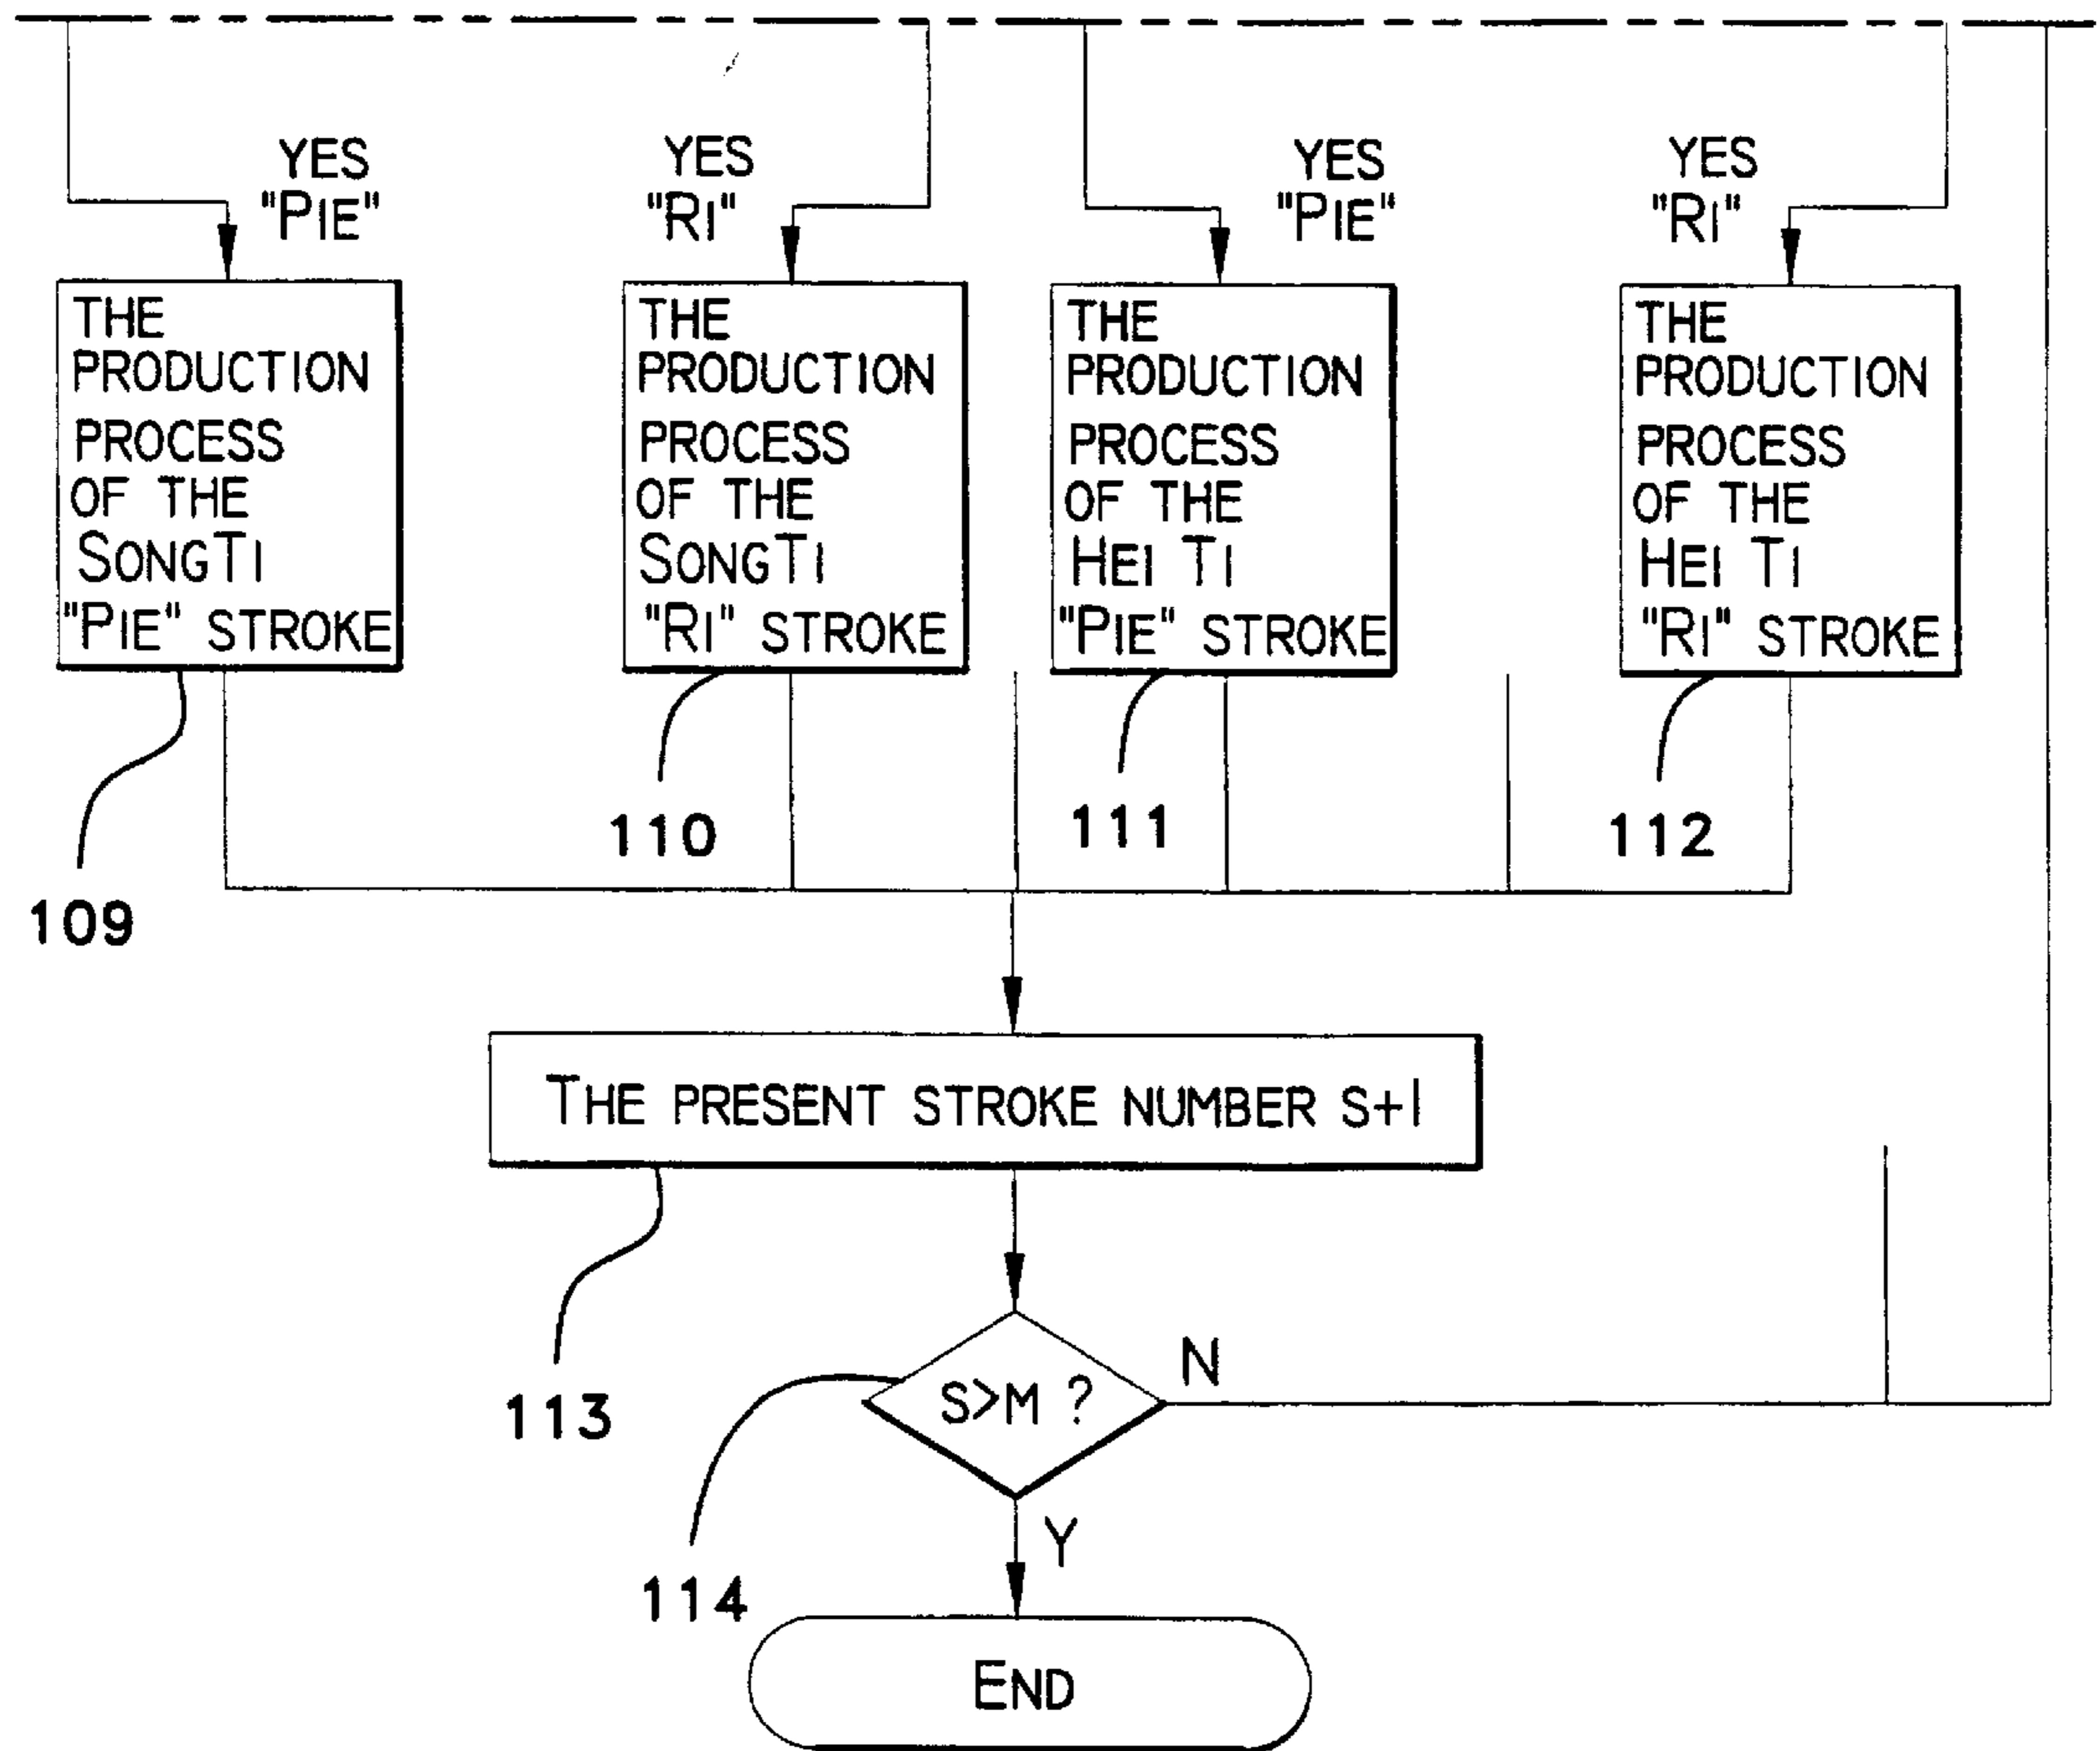 YES
"PIE"
YES
"RI"
YES
"PIE"
YES
"RI"
THE
PRODUCTION
PROCESS
OF THE
SONGTI
"PIE" STROKE
THE
PRODUCTION
PROCESS
OF THE
SONGTI
"RI" STROKE
THE
PRODUCTION
PROCESS
OF THE
HEI TI
"PIE" STROKE
THE
PRODUCTION
PROCESS
OF THE
HEI TI
"RI" STROKE
109
110
111
112
THE PRESENT STROKE NUMBER S+1
113
S>M ?
N
114
Y
END